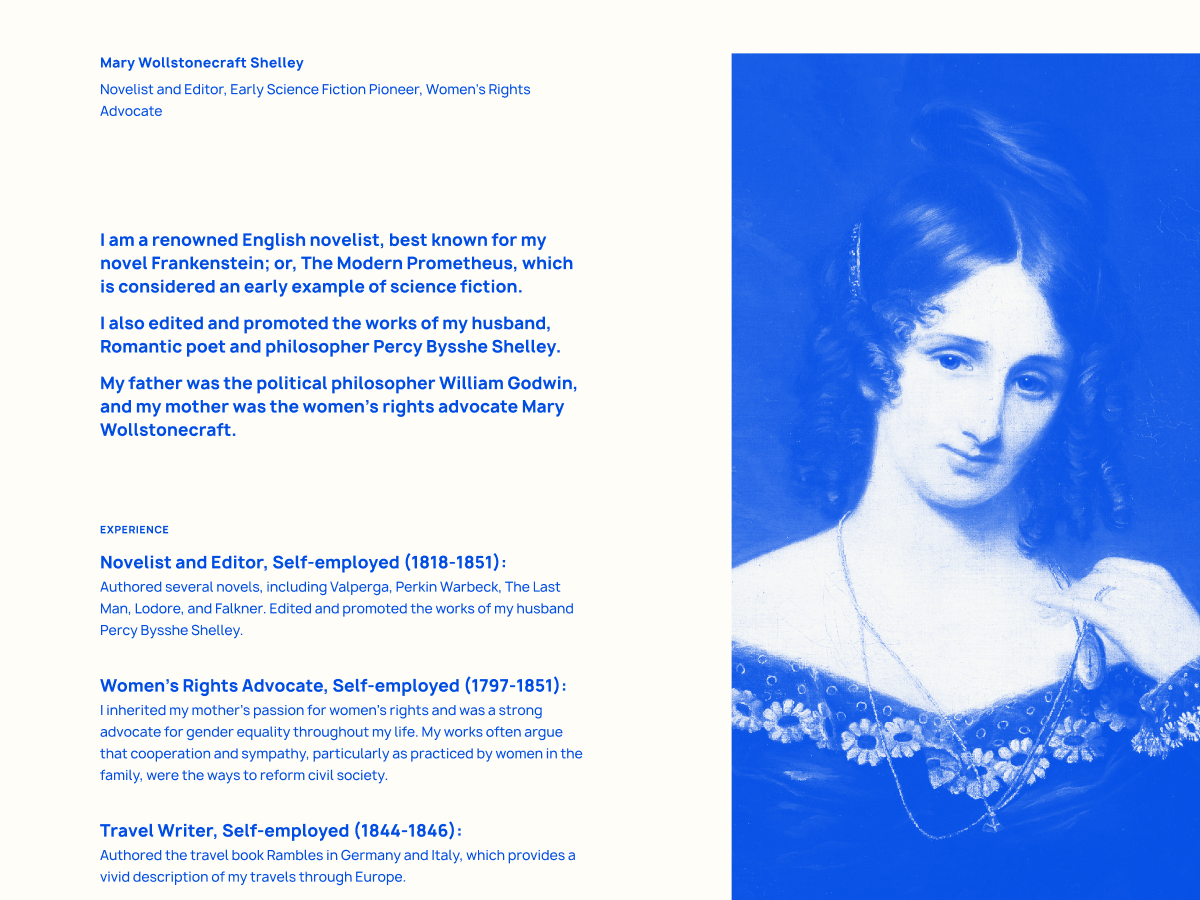 Mary Wollstonecraft Shelley
Novelist and Editor, Early Science Fiction Pioneer, Women's Rights
Advocate
I am a renowned English novelist, best known for my
novel Frankenstein; or, The Modern Prometheus, which
is considered an early example of science fiction.
I also edited and promoted the works of my husband,
Romantic poet and philosopher Percy Bysshe Shelley.
My father was the political philosopher William Godwin,
and my mother was the women's rights advocate Mary
Wollstonecraft.
EXPERIENCE
Novelist and Editor, Self-employed (1818-1851):
Authored several novels, including Valperga, Perkin Warbeck, The Last
Man, Lodore, and Falkner. Edited and promoted the works of my husband
Percy Bysshe Shelley.
Women's Rights Advocate, Self-employed (1797-1851):
I inherited my mother's passion for women's rights and was a strong
advocate for gender equality throughout my life. My works often argue
that cooperation and sympathy, particularly as practiced by women in the
family, were the ways to reform civil society.
Travel Writer, Self-employed (1844-1846):
Authored the travel book Rambles in Germany and Italy, which provides a
vivid description of my travels through Europe.